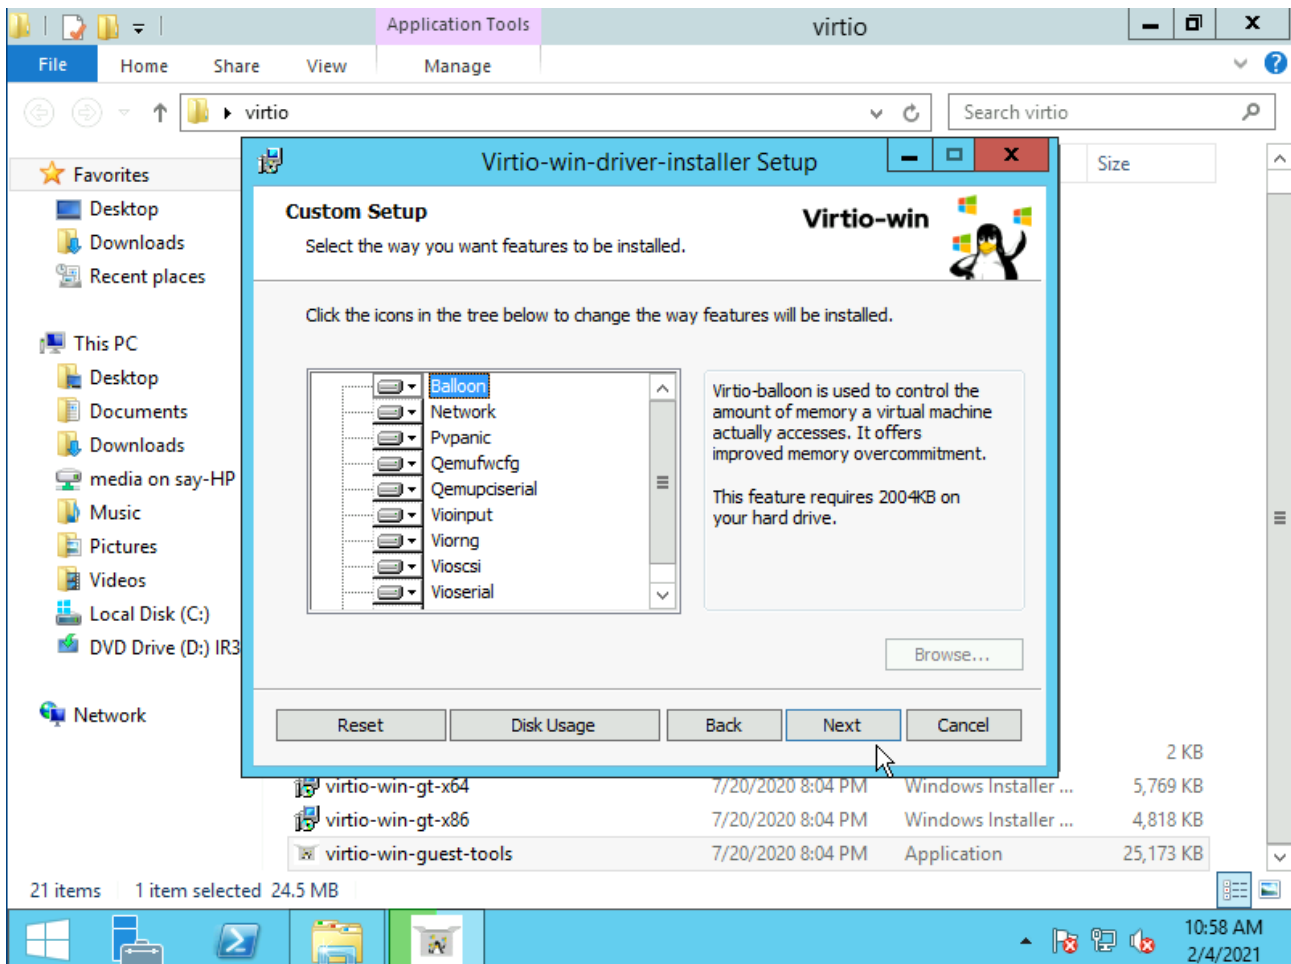 Application Tools
virtio
File
Home
Share
View
Manage
virtio
Search virtio
Favorites
Desktop
Downloads
Recent places
This PC
Desktop
Documents
Downloads
media on say-HP
Music
Pictures
Videos
Local Disk (C:)
DVD Drive (D:) IR3
Network
Size
Virtio-win-driver-installer Setup
Custom Setup
Virtio-win
Select the way you want features to be installed.
Click the icons in the tree below to change the way features will be installed.
Balloon
Network
Pvpanic
Qemufwcfg
Qemupciserial
Vioinput
Viorng
Vioscsi
Vioserial
Virtio-balloon is used to control the
amount of memory a virtual machine
actually accesses. It offers
improved memory overcommitment.
This feature requires 2004KB on
your hard drive.
Browse...
Reset
Disk Usage
Back
Next
Cancel
2 KB
virtio-win-gt-x64 7/20/2020 8:04 PM Windows Installer ... 5,769 KB
virtio-win-gt-x86 7/20/2020 8:04 PM Windows Installer ... 4,818 KB
virtio-win-guest-tools 7/20/2020 8:04 PM Application 25,173 KB
21 items 1 item selected 24.5 MB
10:58 AM
2/4/2021